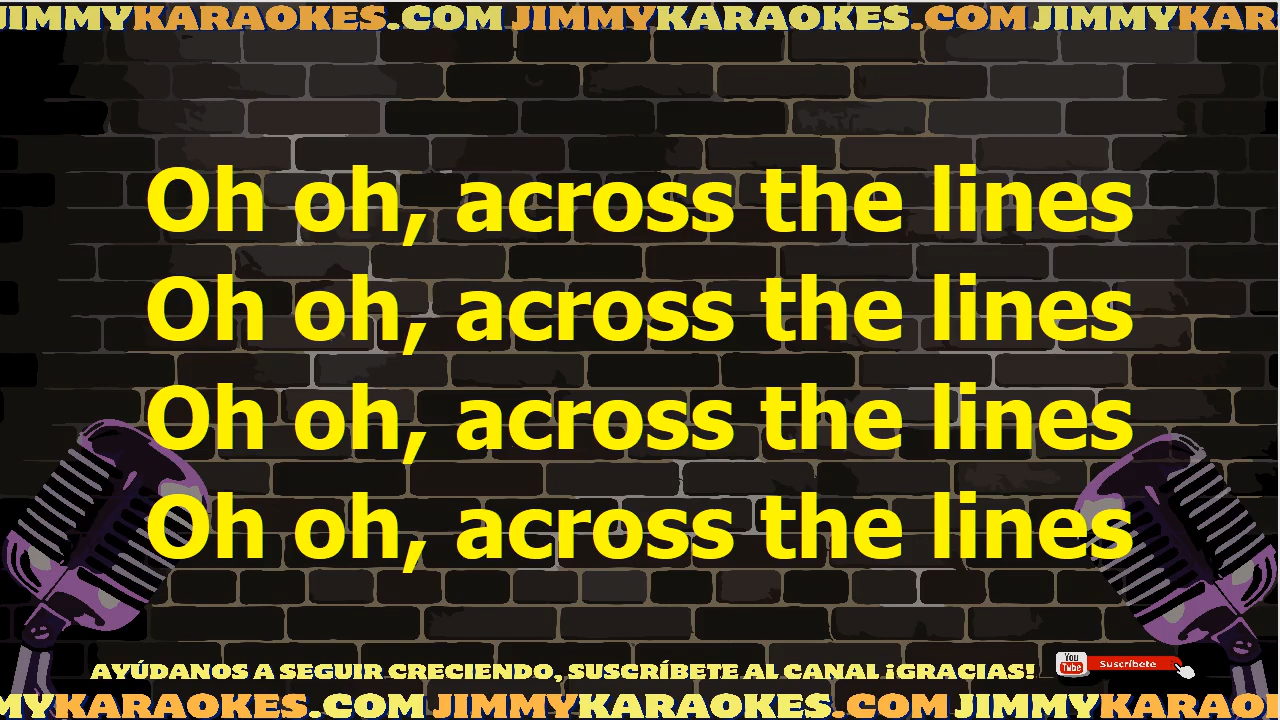 JIMMYKARAOKES.COM JIMMYKARAOKES.COM JIMMYKAR
Oh oh, across the lines
Oh oh, across the lines
Oh oh, across the lines
Oh oh, across the lines
AYÚDANOS A SEGUIR CRECIENDO, SUSCRÍBETE AL CANAL ¡GRACIAS!
You Tube Suscríbete
MYKARAOKES.COM JIMMYKARAOKES.COM JIMMYKARAO